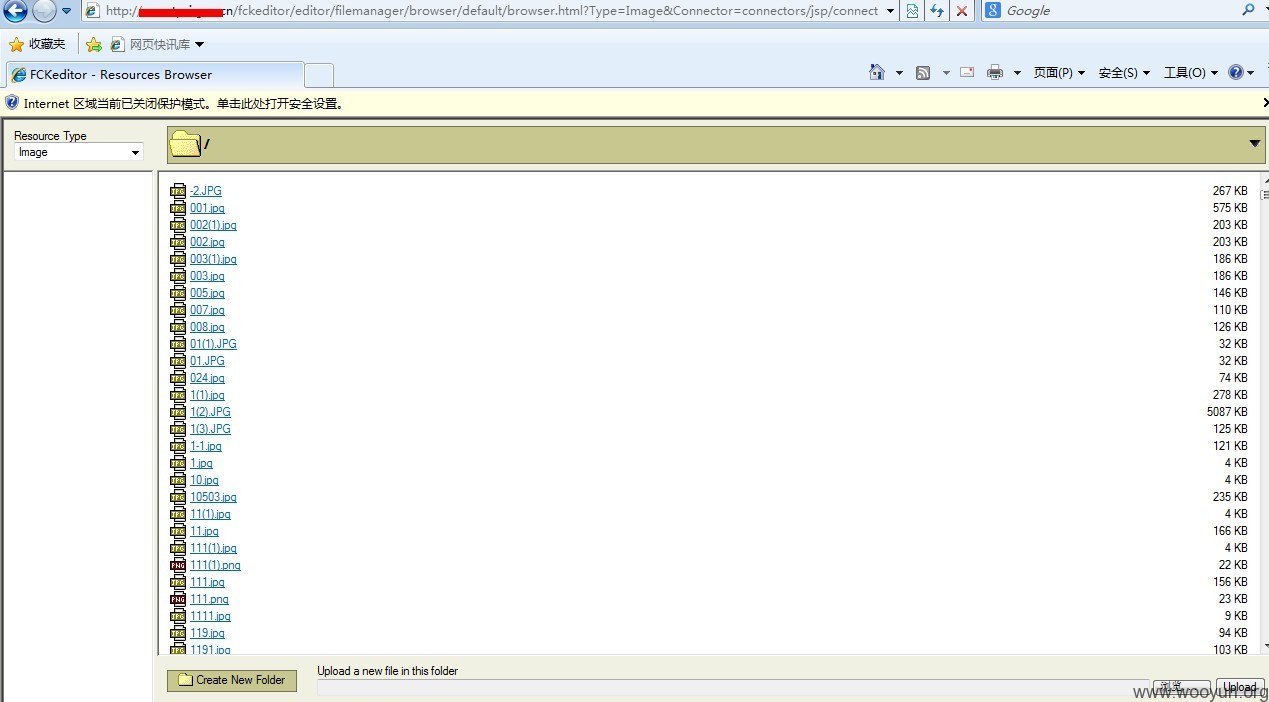 http:// cn/fckeditor/editor/filemanager/browser/default/browser.html?Type=Image&Connector=connectors/jsp/connect
Google
收藏夹
网页快讯库
FCKeditor - Resources Browser
页面(P) 安全(S) 工具(O)
Internet 区域当前已关闭保护模式。单击此处打开安全设置。
Resource Type
Image
/
-2.JPG 267 KB
001.jpg 575 KB
002(1).jpg 203 KB
002.jpg 203 KB
003(1).jpg 186 KB
003.jpg 186 KB
005.jpg 146 KB
007.jpg 110 KB
008.jpg 126 KB
01(1).JPG 32 KB
01.JPG 32 KB
024.jpg 74 KB
1(1).jpg 278 KB
1(2).JPG 5087 KB
1(3).JPG 125 KB
1-1.jpg 121 KB
1.jpg 4 KB
10.jpg 4 KB
10503.jpg 235 KB
11(1).jpg 4 KB
11.jpg 166 KB
111(1).jpg 4 KB
111(1).png 22 KB
111.jpg 156 KB
111.png 23 KB
1111.jpg 9 KB
119.jpg 94 KB
1191.jpg 103 KB
Create New Folder
Upload a new file in this folder
浏览... Upload
www.wooyun.org